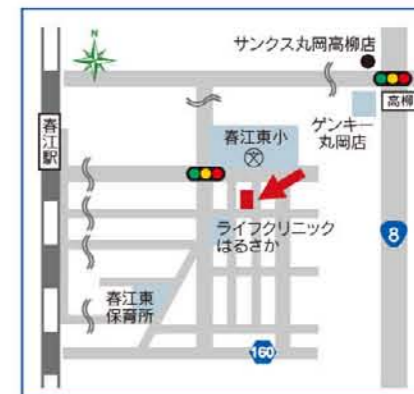 N
サンクス丸岡高柳店
高柳
春江駅
春江東小
文
ゲンキー
丸岡店
ライフクリニック
はるさか
8
春江東
保育所
160